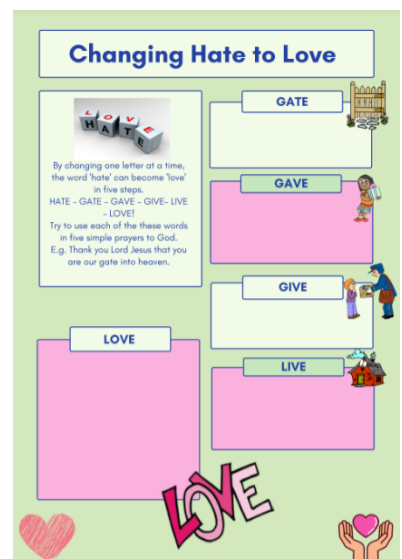 Changing Hate to Love
LOVE
HATE
By changing one letter at a time,
the word 'hate' can become 'love'
in five steps.
HATE - GATE - GAVE - GIVE- LIVE
- LOVE!
Try to use each of the these words
in five simple prayers to God.
E.g. Thank you Lord Jesus that you
are our gate into heaven.
GATE
GAVE
GIVE
LIVE
LOVE
LOVE